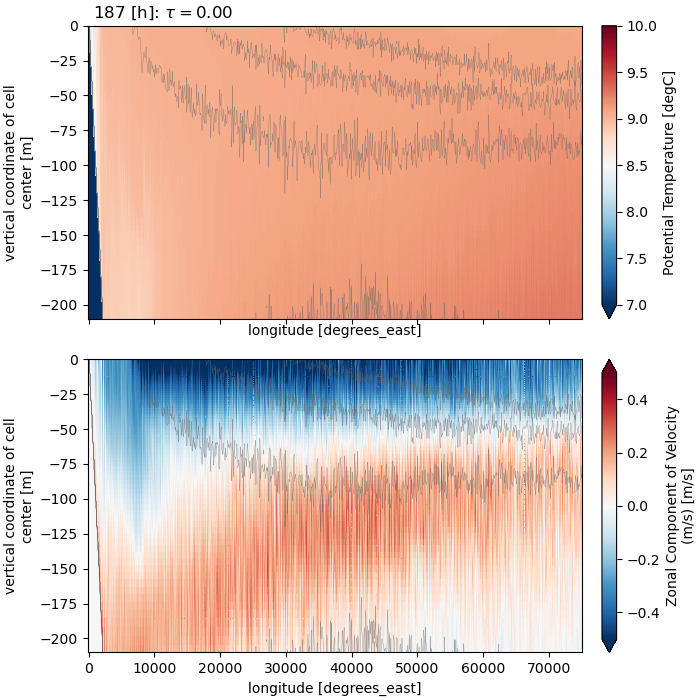 187 [h]: τ = 0.00
0
−25
−50
−75
−100
−125
−150
−175
−200
vertical coordinate of cell
center [m]
longitude [degrees_east]
10.0
9.5
9.0
8.5
8.0
7.5
7.0
Potential Temperature [degC]
0
−25
−50
−75
−100
−125
−150
−175
−200
vertical coordinate of cell
center [m]
0 10000 20000 30000 40000 50000 60000 70000
longitude [degrees_east]
0.4
0.2
0.0
−0.2
−0.4
Zonal Component of Velocity
(m/s) [m/s]